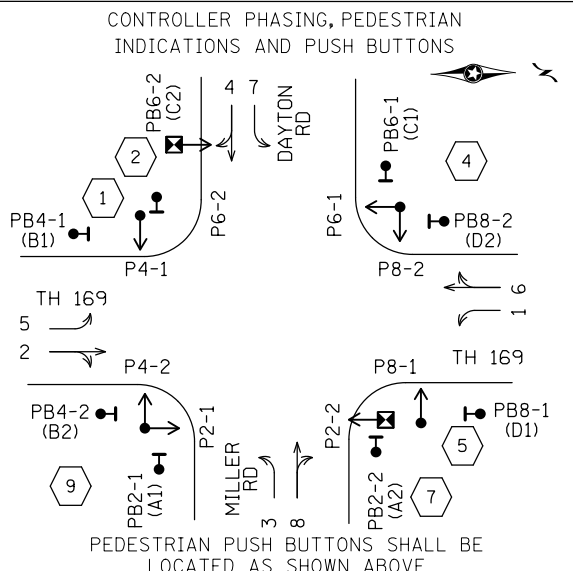 CONTROLLER PHASING, PEDESTRIAN
INDICATIONS AND PUSH BUTTONS
PB6-2
(C2)
4 7
DAYTON
RD
N
PB6-1
(C1)
2
4
1
PB4-1
(B1)
P6-2
P6-1
PB8-2
(D2)
P4-1
P8-2
TH 169
5
2
6
1
P4-2
P8-1
TH 169
PB4-2
(B2)
P2-1
P2-2
PB8-1
(D1)
9
PB2-1
(A1)
MILLER
RD
3 8
PB2-2
(A2)
5
7
PEDESTRIAN PUSH BUTTONS SHALL BE
LOCATED AS SHOWN ABOVE